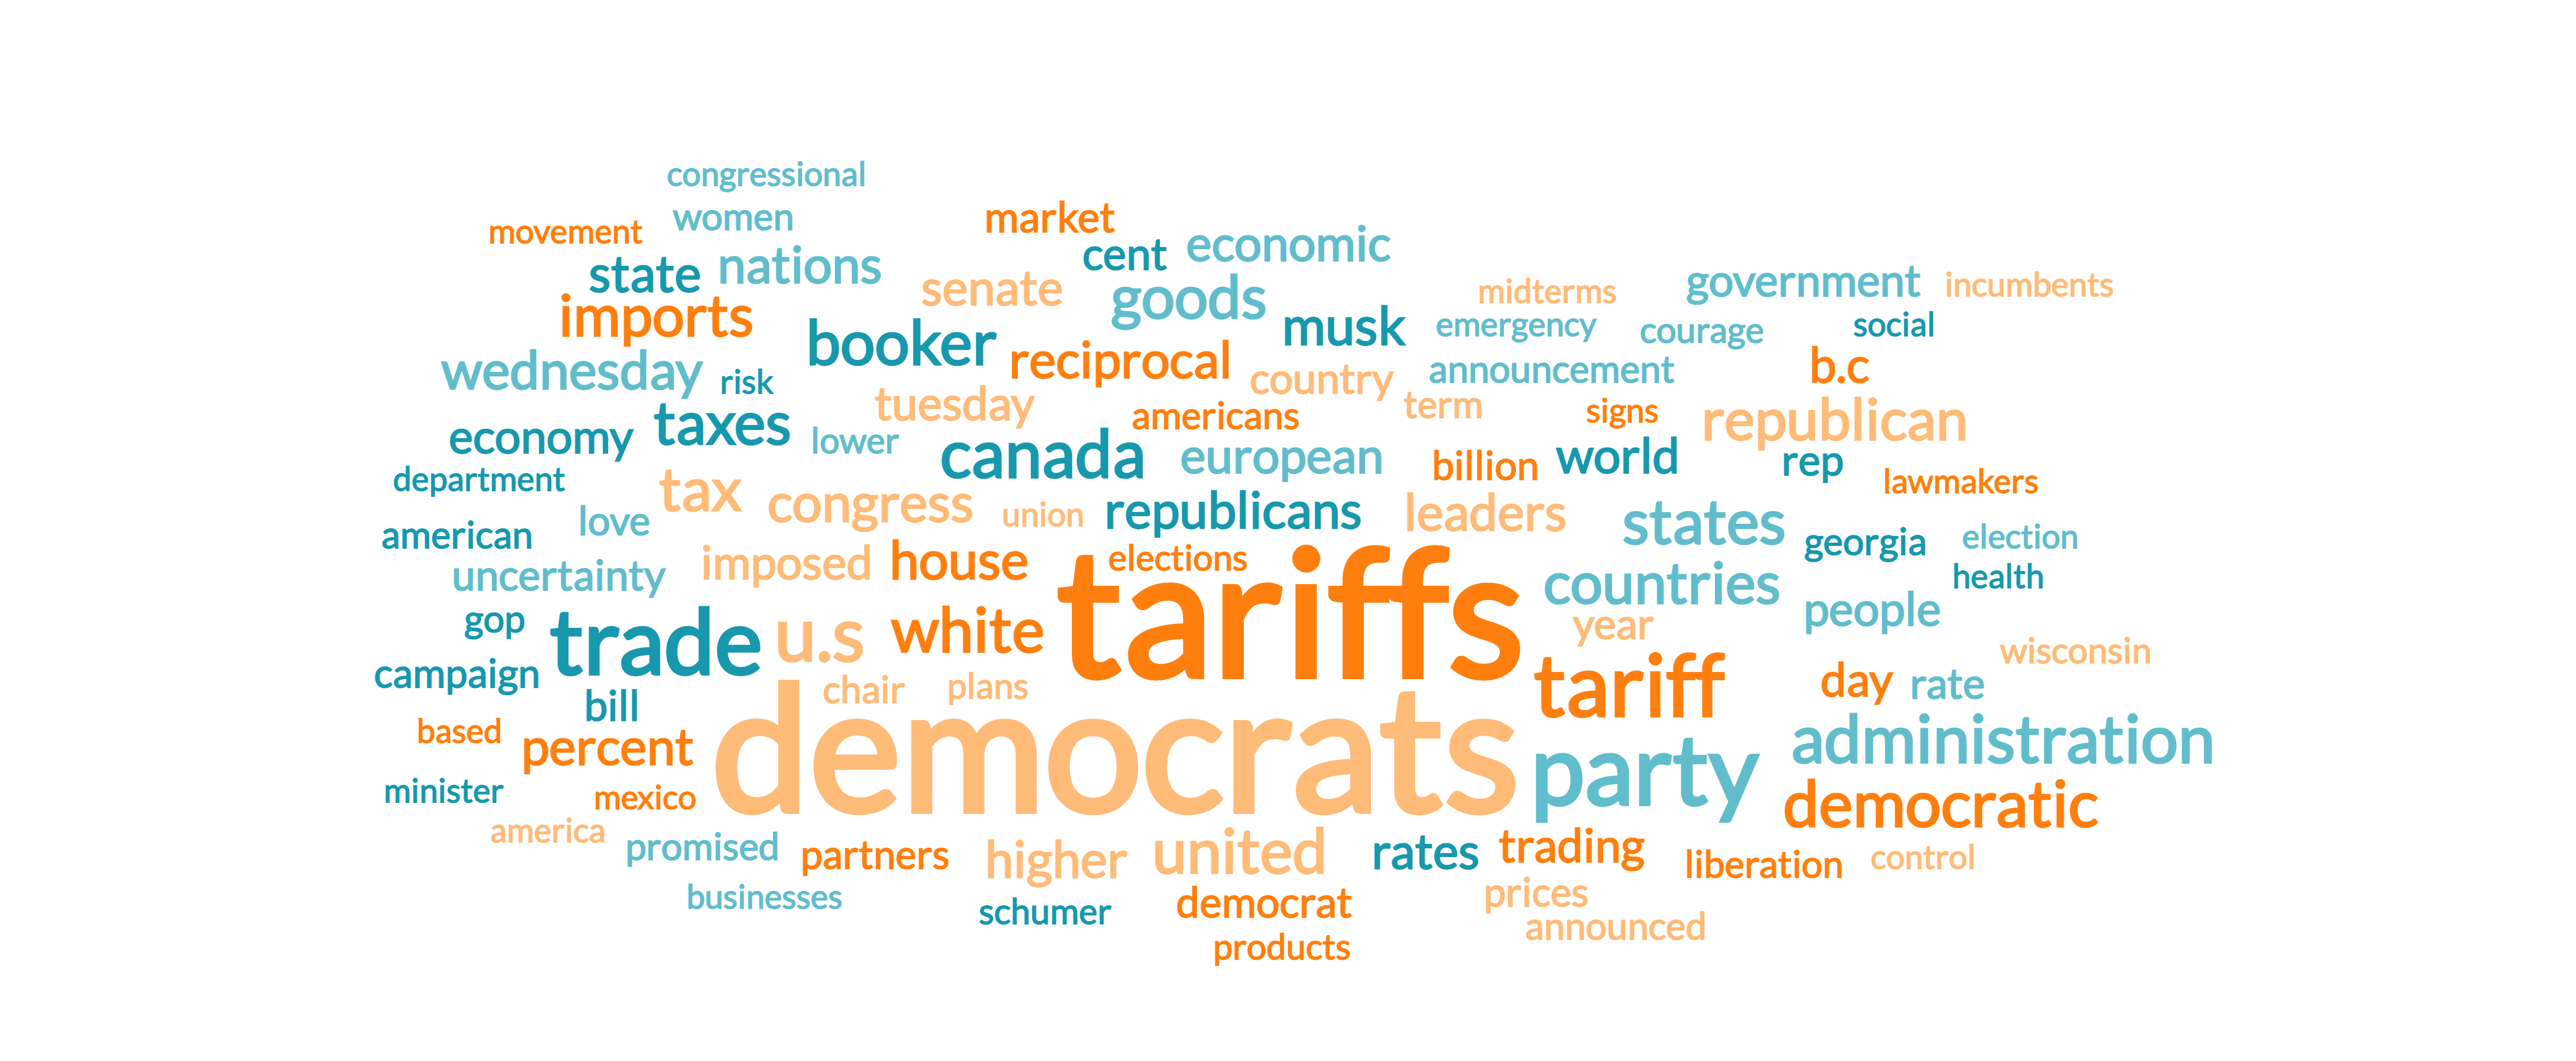 congressional
movement women market
state nations senate cent economic
imports booker goods musk midterms government incumbents
emergency courage social
wednesday risk reciprocal country announcement b.c
tuesday americans term signs republican
economy taxes lower canada european billion world rep lawmakers
department tax congress union republicans leaders states
american love georgia election
uncertainty imposed house elections countries health
gop trade u.s white tariffs year people wisconsin
campaign chair plans tariff day rate
bill
based percent democrats party administration
minister mexico democratic
america promised partners higher united rates trading liberation control
businesses schumer democrat prices
announced
products